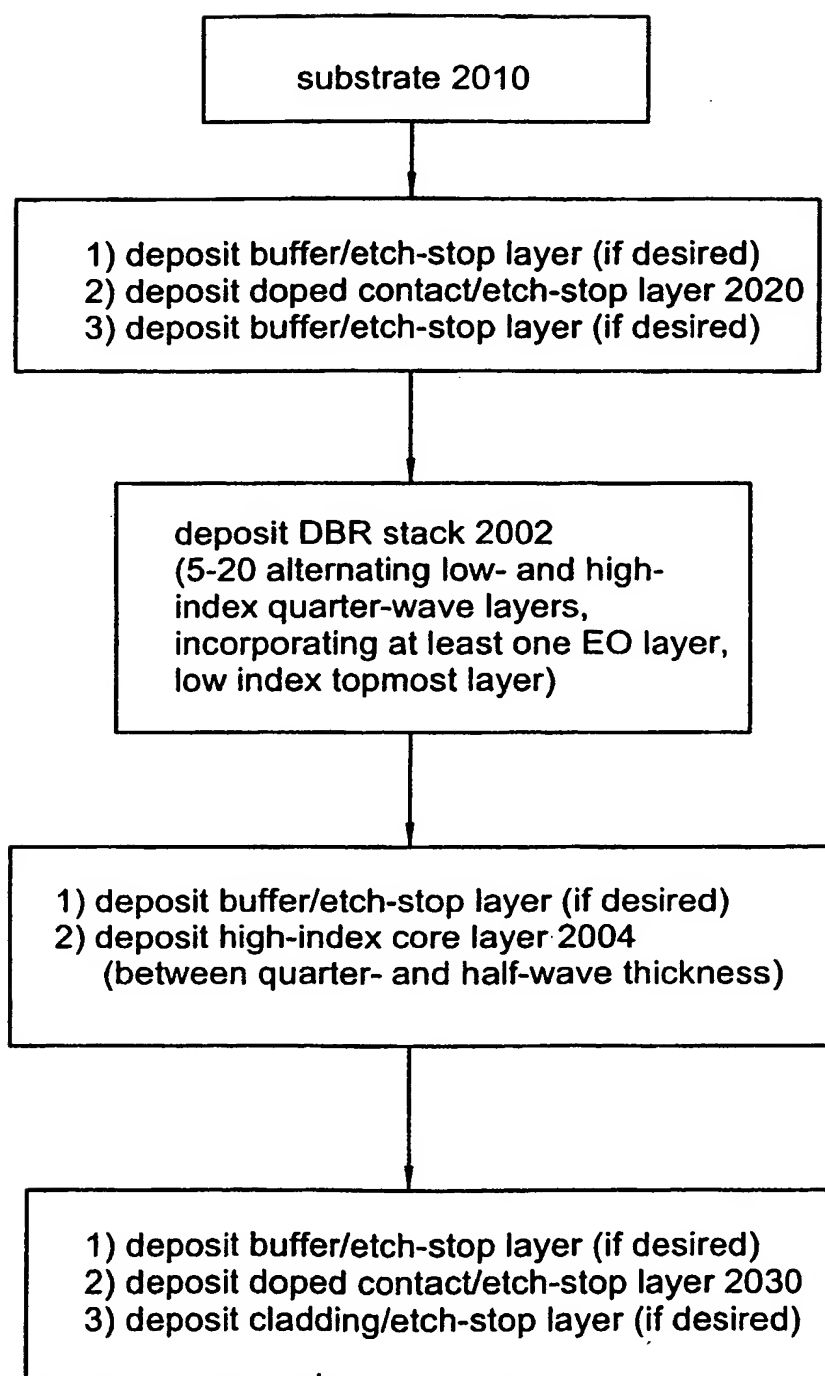 substrate 2010
1) deposit buffer/etch-stop layer (if desired)
2) deposit doped contact/etch-stop layer 2020
3) deposit buffer/etch-stop layer (if desired)
deposit DBR stack 2002
(5-20 alternating low- and high-
index quarter-wave layers,
incorporating at least one EO layer,
low index topmost layer)
1) deposit buffer/etch-stop layer (if desired)
2) deposit high-index core layer 2004
(between quarter- and half-wave thickness)
1) deposit buffer/etch-stop layer (if desired)
2) deposit doped contact/etch-stop layer 2030
3) deposit cladding/etch-stop layer (if desired)